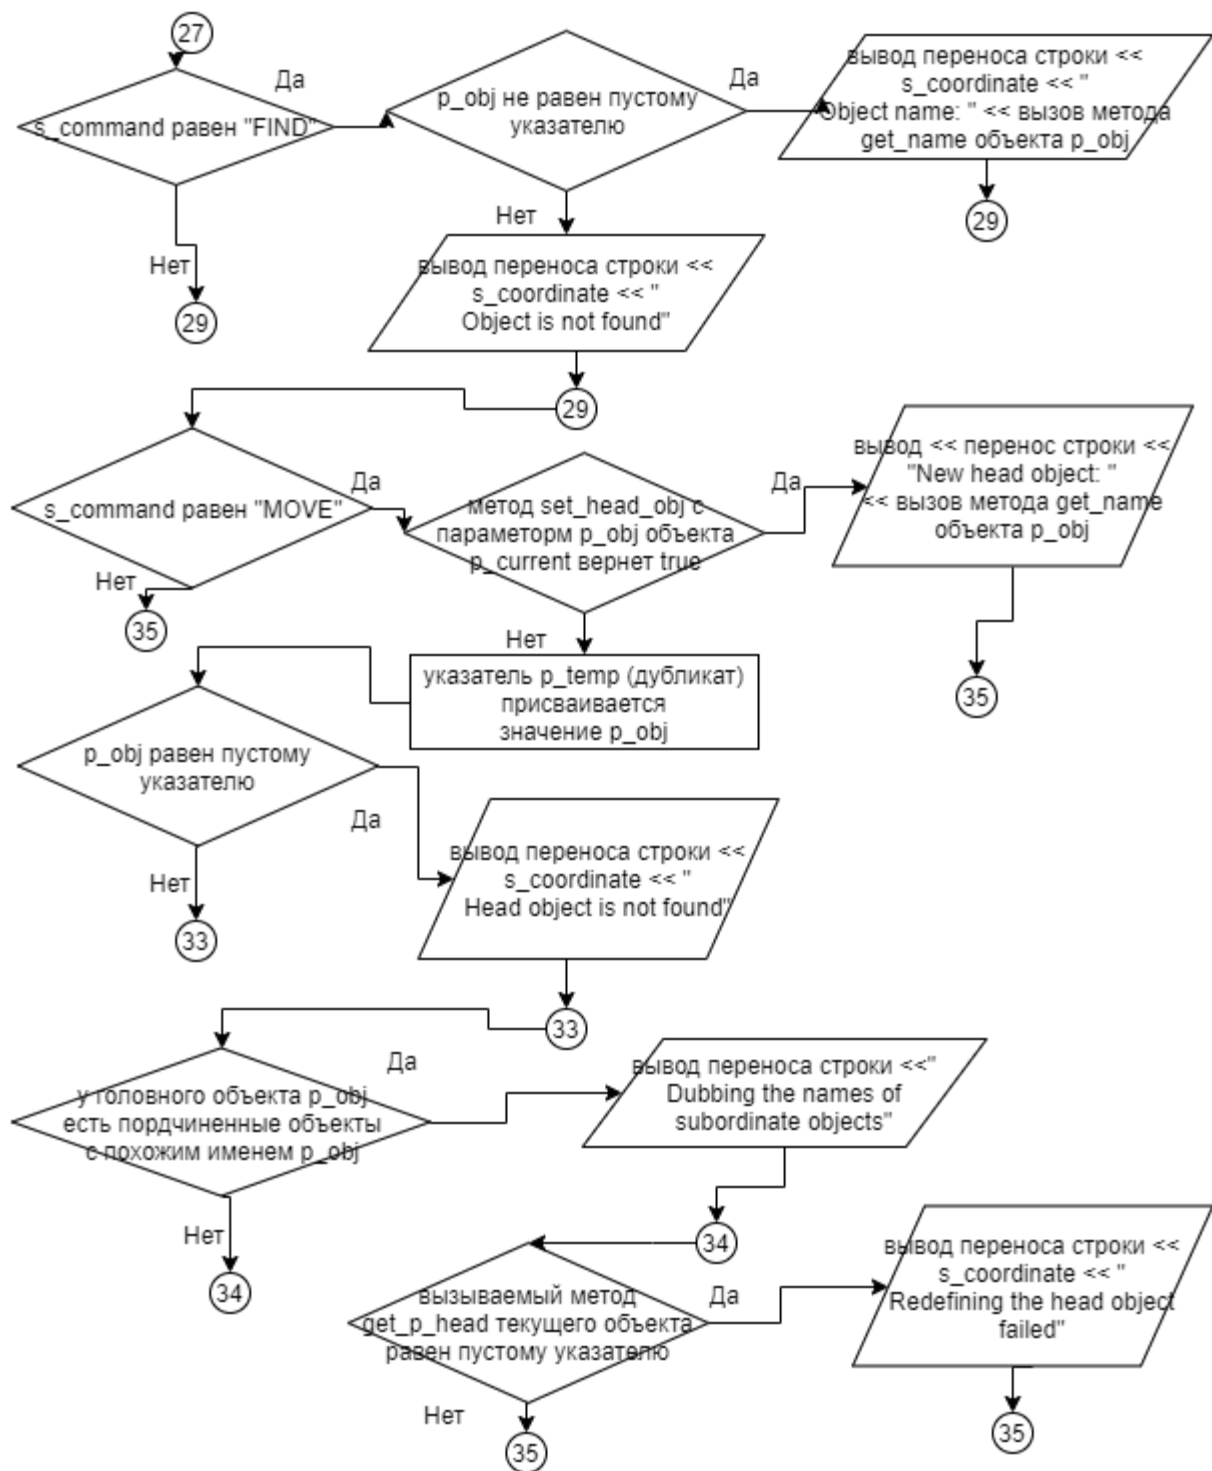 27
Да
s_command равен "FIND"
Нет
29
p_obj не равен пустому
указателю
Да
вывод переноса строки <<
s_coordinate << "
Object name: " << вызов метода
get_name объекта p_obj
29
Нет
вывод переноса строки <<
s_coordinate << "
Object is not found"
29
s_command равен "MOVE"
Да
Нет
35
метод set_head_obj с
параметорм p_obj объекта
p_current вернет true
Да
вывод << перенос строки <<
"New head object: "
<< вызов метода get_name
объекта p_obj
35
Нет
указатель p_temp (дубликат)
присваивается
значение p_obj
p_obj равен пустому
указателю
Да
Нет
33
вывод переноса строки <<
s_coordinate << "
Head object is not found"
33
у головного объекта p_obj
есть пордчиненные объекты
с похожим именем p_obj
Да
Нет
34
вывод переноса строки <<"
Dubbing the names of
subordinate objects"
34
вызываемый метод
get_p_head текущего объекта
равен пустому указателю
Да
вывод переноса строки <<
s_coordinate << "
Redefining the head object
failed"
35
Нет
35